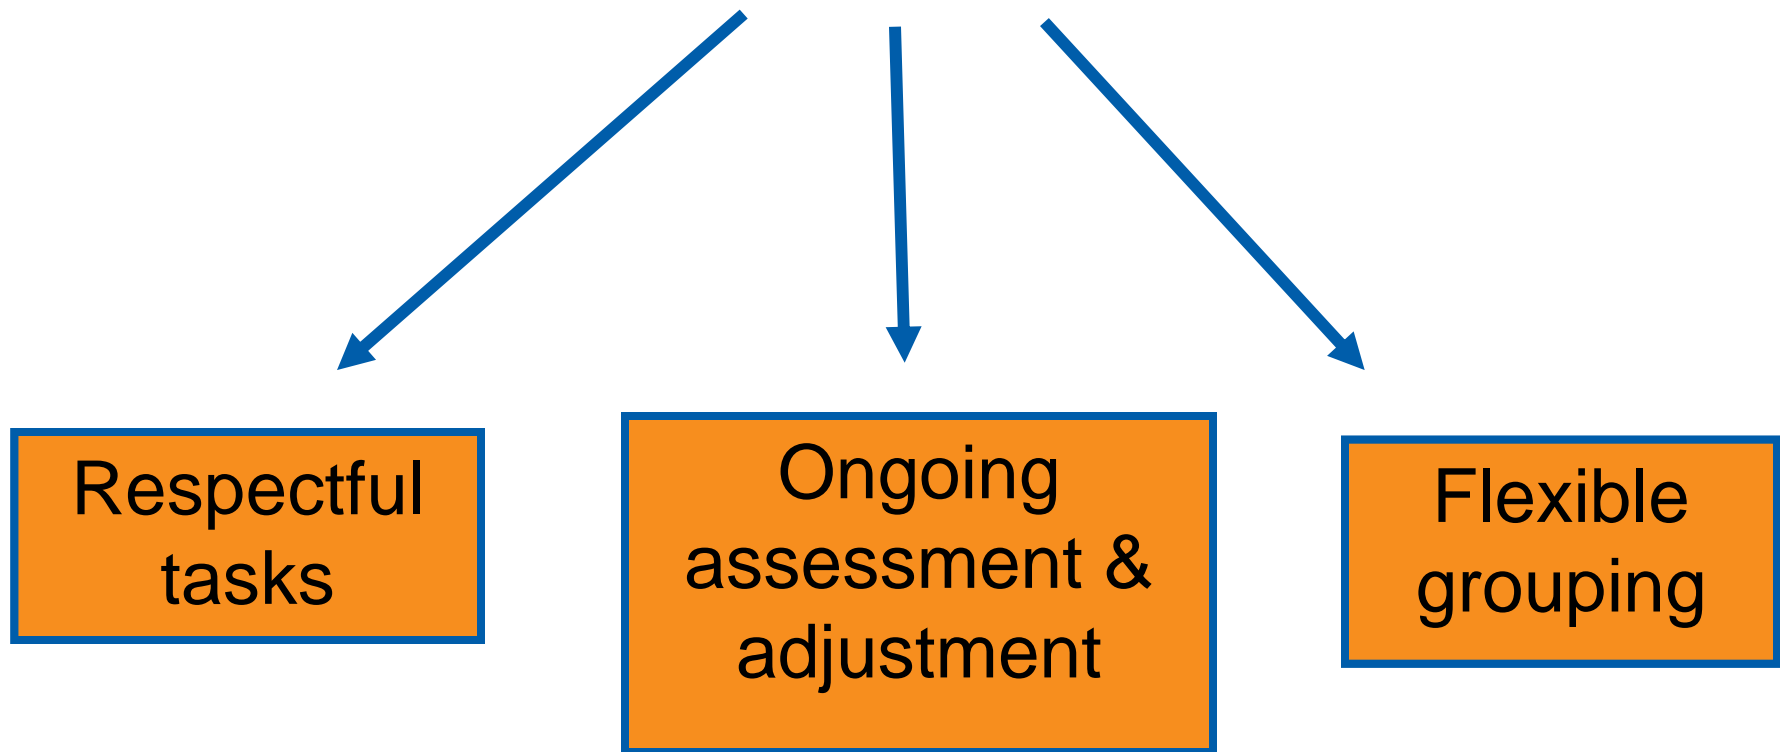 Respectful
tasks
Ongoing
assessment &
adjustment
Flexible
grouping